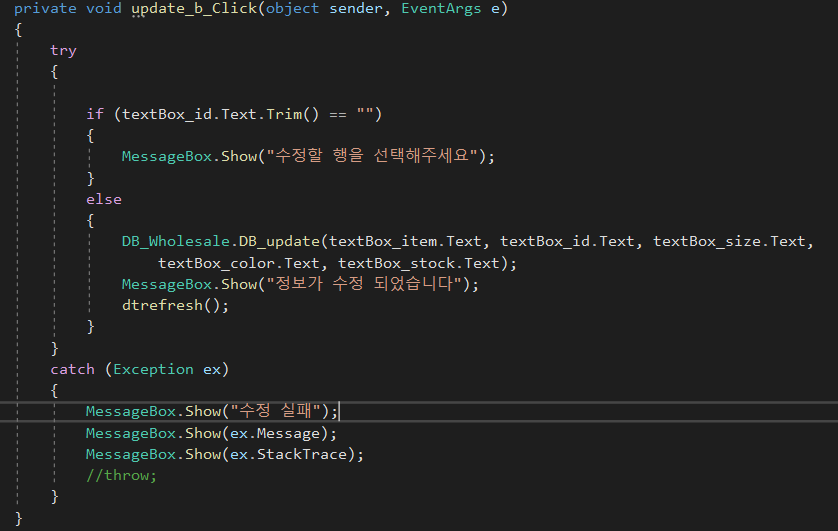 private void update_b_Click(object sender, EventArgs e)
{
try
{
if (textBox_id.Text.Trim() == "")
{
MessageBox.Show("수정할 행을 선택해주세요");
}
else
{
DB_Wholesale.DB_update(textBox_item.Text, textBox_id.Text, textBox_size.Text,
textBox_color.Text, textBox_stock.Text);
MessageBox.Show("정보가 수정 되었습니다");
dtrefresh();
}
}
catch (Exception ex)
{
MessageBox.Show("수정 실패");
MessageBox.Show(ex.Message);
MessageBox.Show(ex.StackTrace);
//throw;
}
}